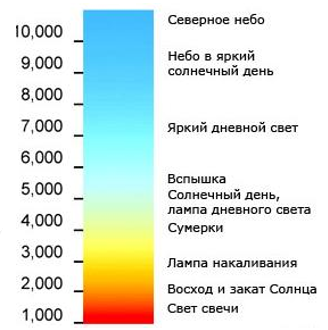 10,000
Северное небо
9,000
Небо в яркий
солнечный день
8,000
7,000
Яркий дневной свет
6,000
5,000
Вспышка
Солнечный день,
лампа дневного света
4,000
Сумерки
3,000
Лампа накаливания
2,000
Восход и закат Солнца
1,000
Свет свечи